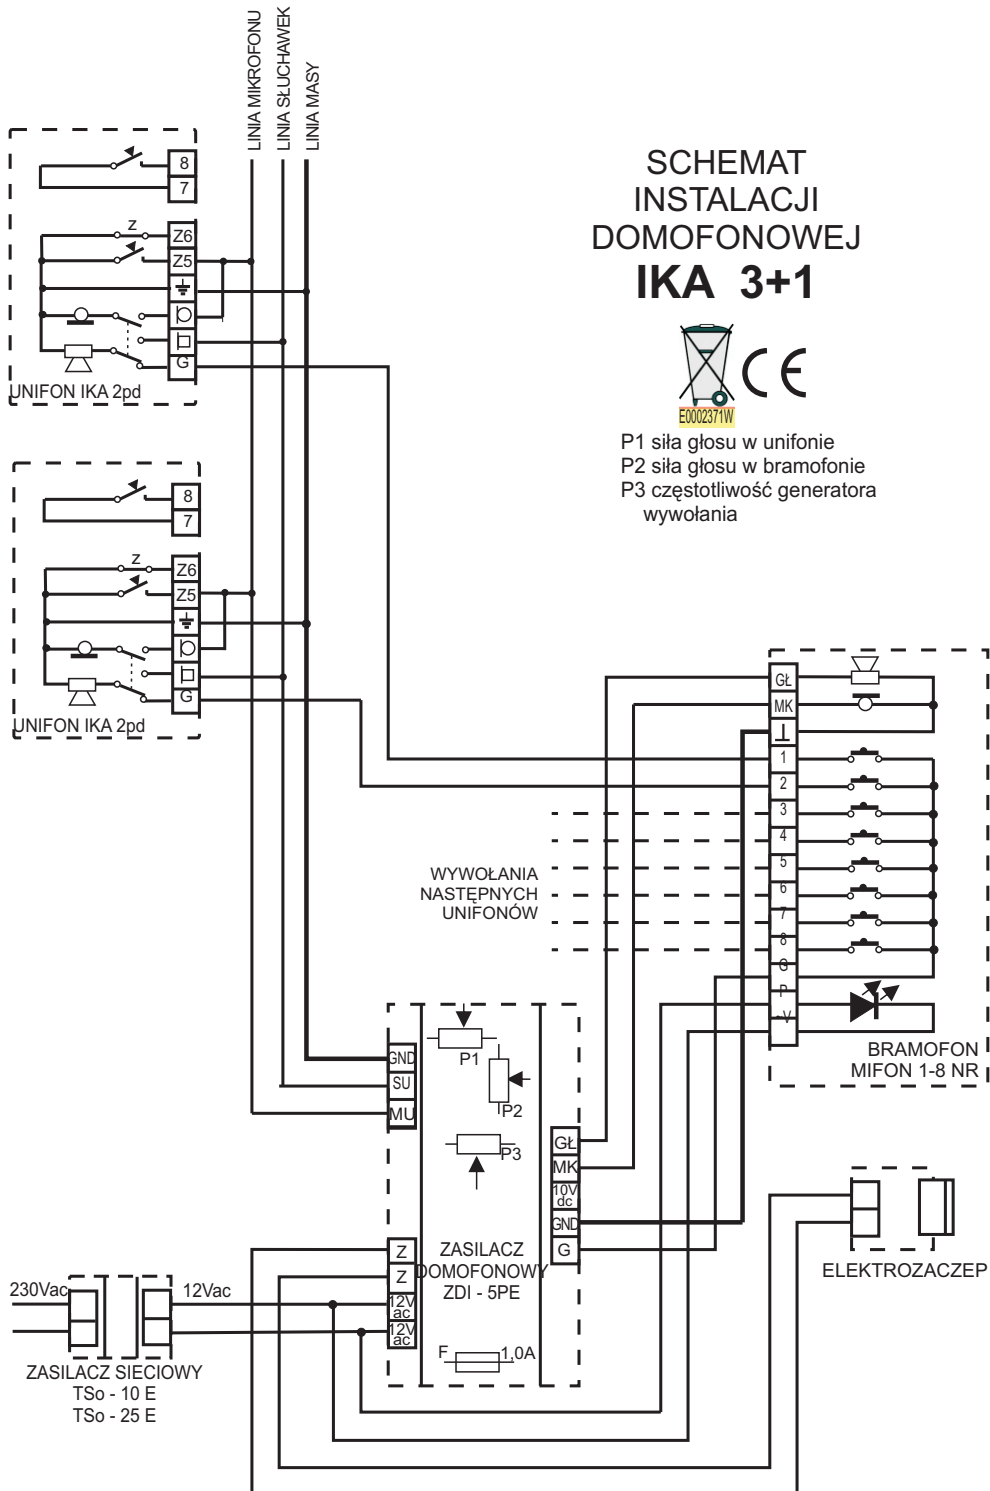 LINIA MIKROFONU
LINIA SŁUCHAWEK
LINIA MASY
SCHEMAT
INSTALACJI
DOMOFONOWEJ
IKA 3+1
CE
E0002371W
P1 siła głosu w unifonie
P2 siła głosu w bramofonie
P3 częstotliwość generatora
wywołania
8
7
z
Z6
Z5
G
UNIFON IKA 2pd
8
7
z
Z6
Z5
G
UNIFON IKA 2pd
GŁ
MK
1
2
3
4
5
6
7
8
G
P
~V
BRAMOFON
MIFON 1-8 NR
WYWOŁANIA
NASTĘPNYCH
UNIFONÓW
GND
SU
MU
P1
P2
P3
GŁ
MK
10V
dc
GND
G
Z
Z
12V
ac
12V
ac
ZASILACZ
DOMOFONOWY
ZDI - 5PE
F
1,0A
ELEKTROZACZEP
230Vac
12Vac
ZASILACZ SIECIOWY
TSo - 10 E
TSo - 25 E